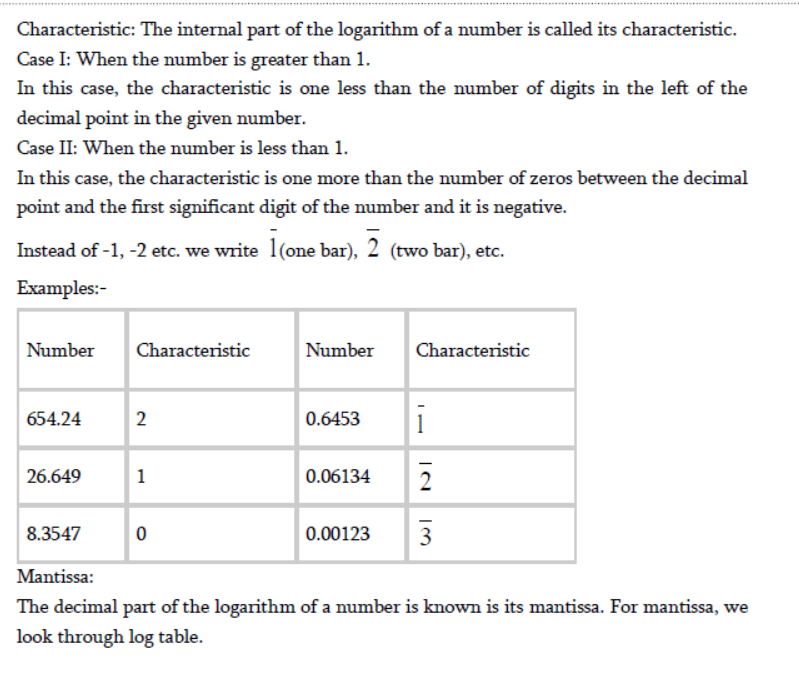 Characteristic: The internal part of the logarithm of a number is called its characteristic.
Case I: When the number is greater than 1.
In this case, the characteristic is one less than the number of digits in the left of the
decimal point in the given number.
Case II: When the number is less than 1.
In this case, the characteristic is one more than the number of zeros between the decimal
point and the first significant digit of the number and it is negative.
Instead of -1, -2 etc. we write 1̅(one bar), 2̅ (two bar), etc.
Examples:-
Number Characteristic Number Characteristic
654.24 2 0.6453 1̅
26.649 1 0.06134 2̅
8.3547 0 0.00123 3̅
Mantissa:
The decimal part of the logarithm of a number is known is its mantissa. For mantissa, we
look through log table.